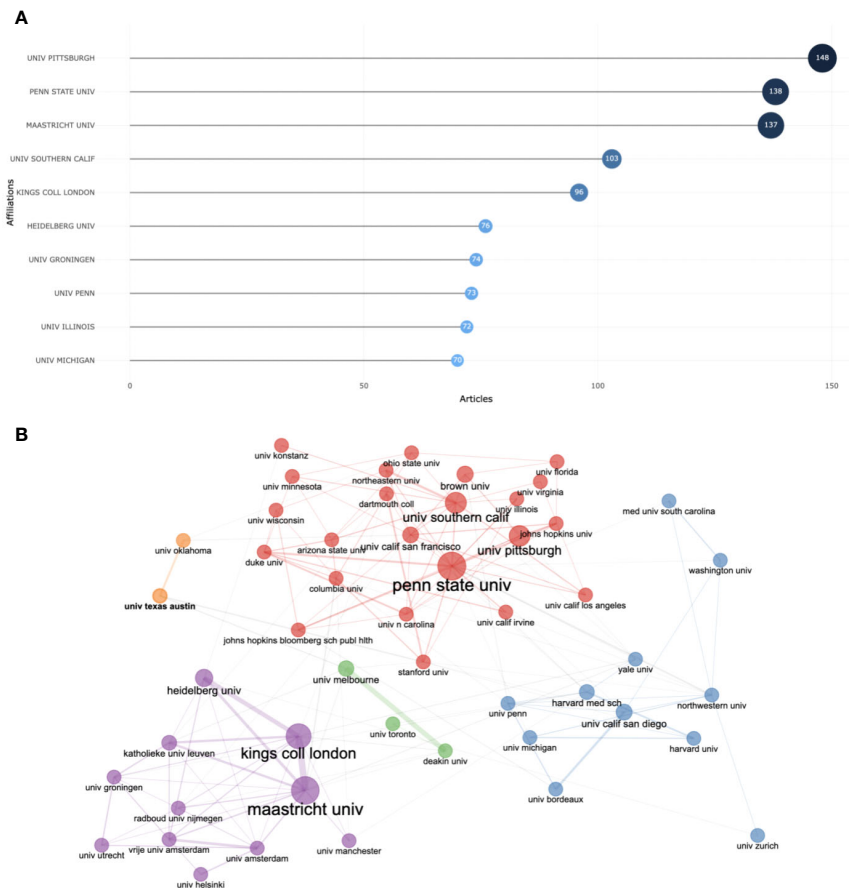 A
UNIV PITTSBURGH
148
PENN STATE UNIV
138
MAASTRICHT UNIV
137
UNIV SOUTHERN CALIF
103
KINGS COLL LONDON
96
Affiliations
HEIDELBERG UNIV
76
UNIV GRONINGEN
74
UNIV PENN
73
UNIV ILLINOIS
72
UNIV MICHIGAN
70
0 50 100 150
Articles
B
univ konstanz
ohio state univ
univ minnesota
northeastern univ
brown univ
univ florida
univ virginia
dartmouth coll
univ illinois
med univ south carolina
univ wisconsin
univ southern calif
johns hopkins univ
univ oklahoma
arizona state univ
univ calif san francisco
univ pittsburgh
duke univ
washington univ
columbia univ
penn state univ
univ texas austin
univ n carolina
univ calif irvine
univ calif los angeles
johns hopkins bloomberg sch publ hlth
stanford univ
yale univ
univ melbourne
heidelberg univ
harvard med sch
northwestern univ
univ penn
univ calif san diego
univ toronto
kings coll london
katholieke univ leuven
deakin univ
univ michigan
harvard univ
univ groningen
maastricht univ
univ bordeaux
radboud univ nijmegen
univ utrecht
vrije univ amsterdam
univ amsterdam
univ manchester
univ zurich
univ helsinki